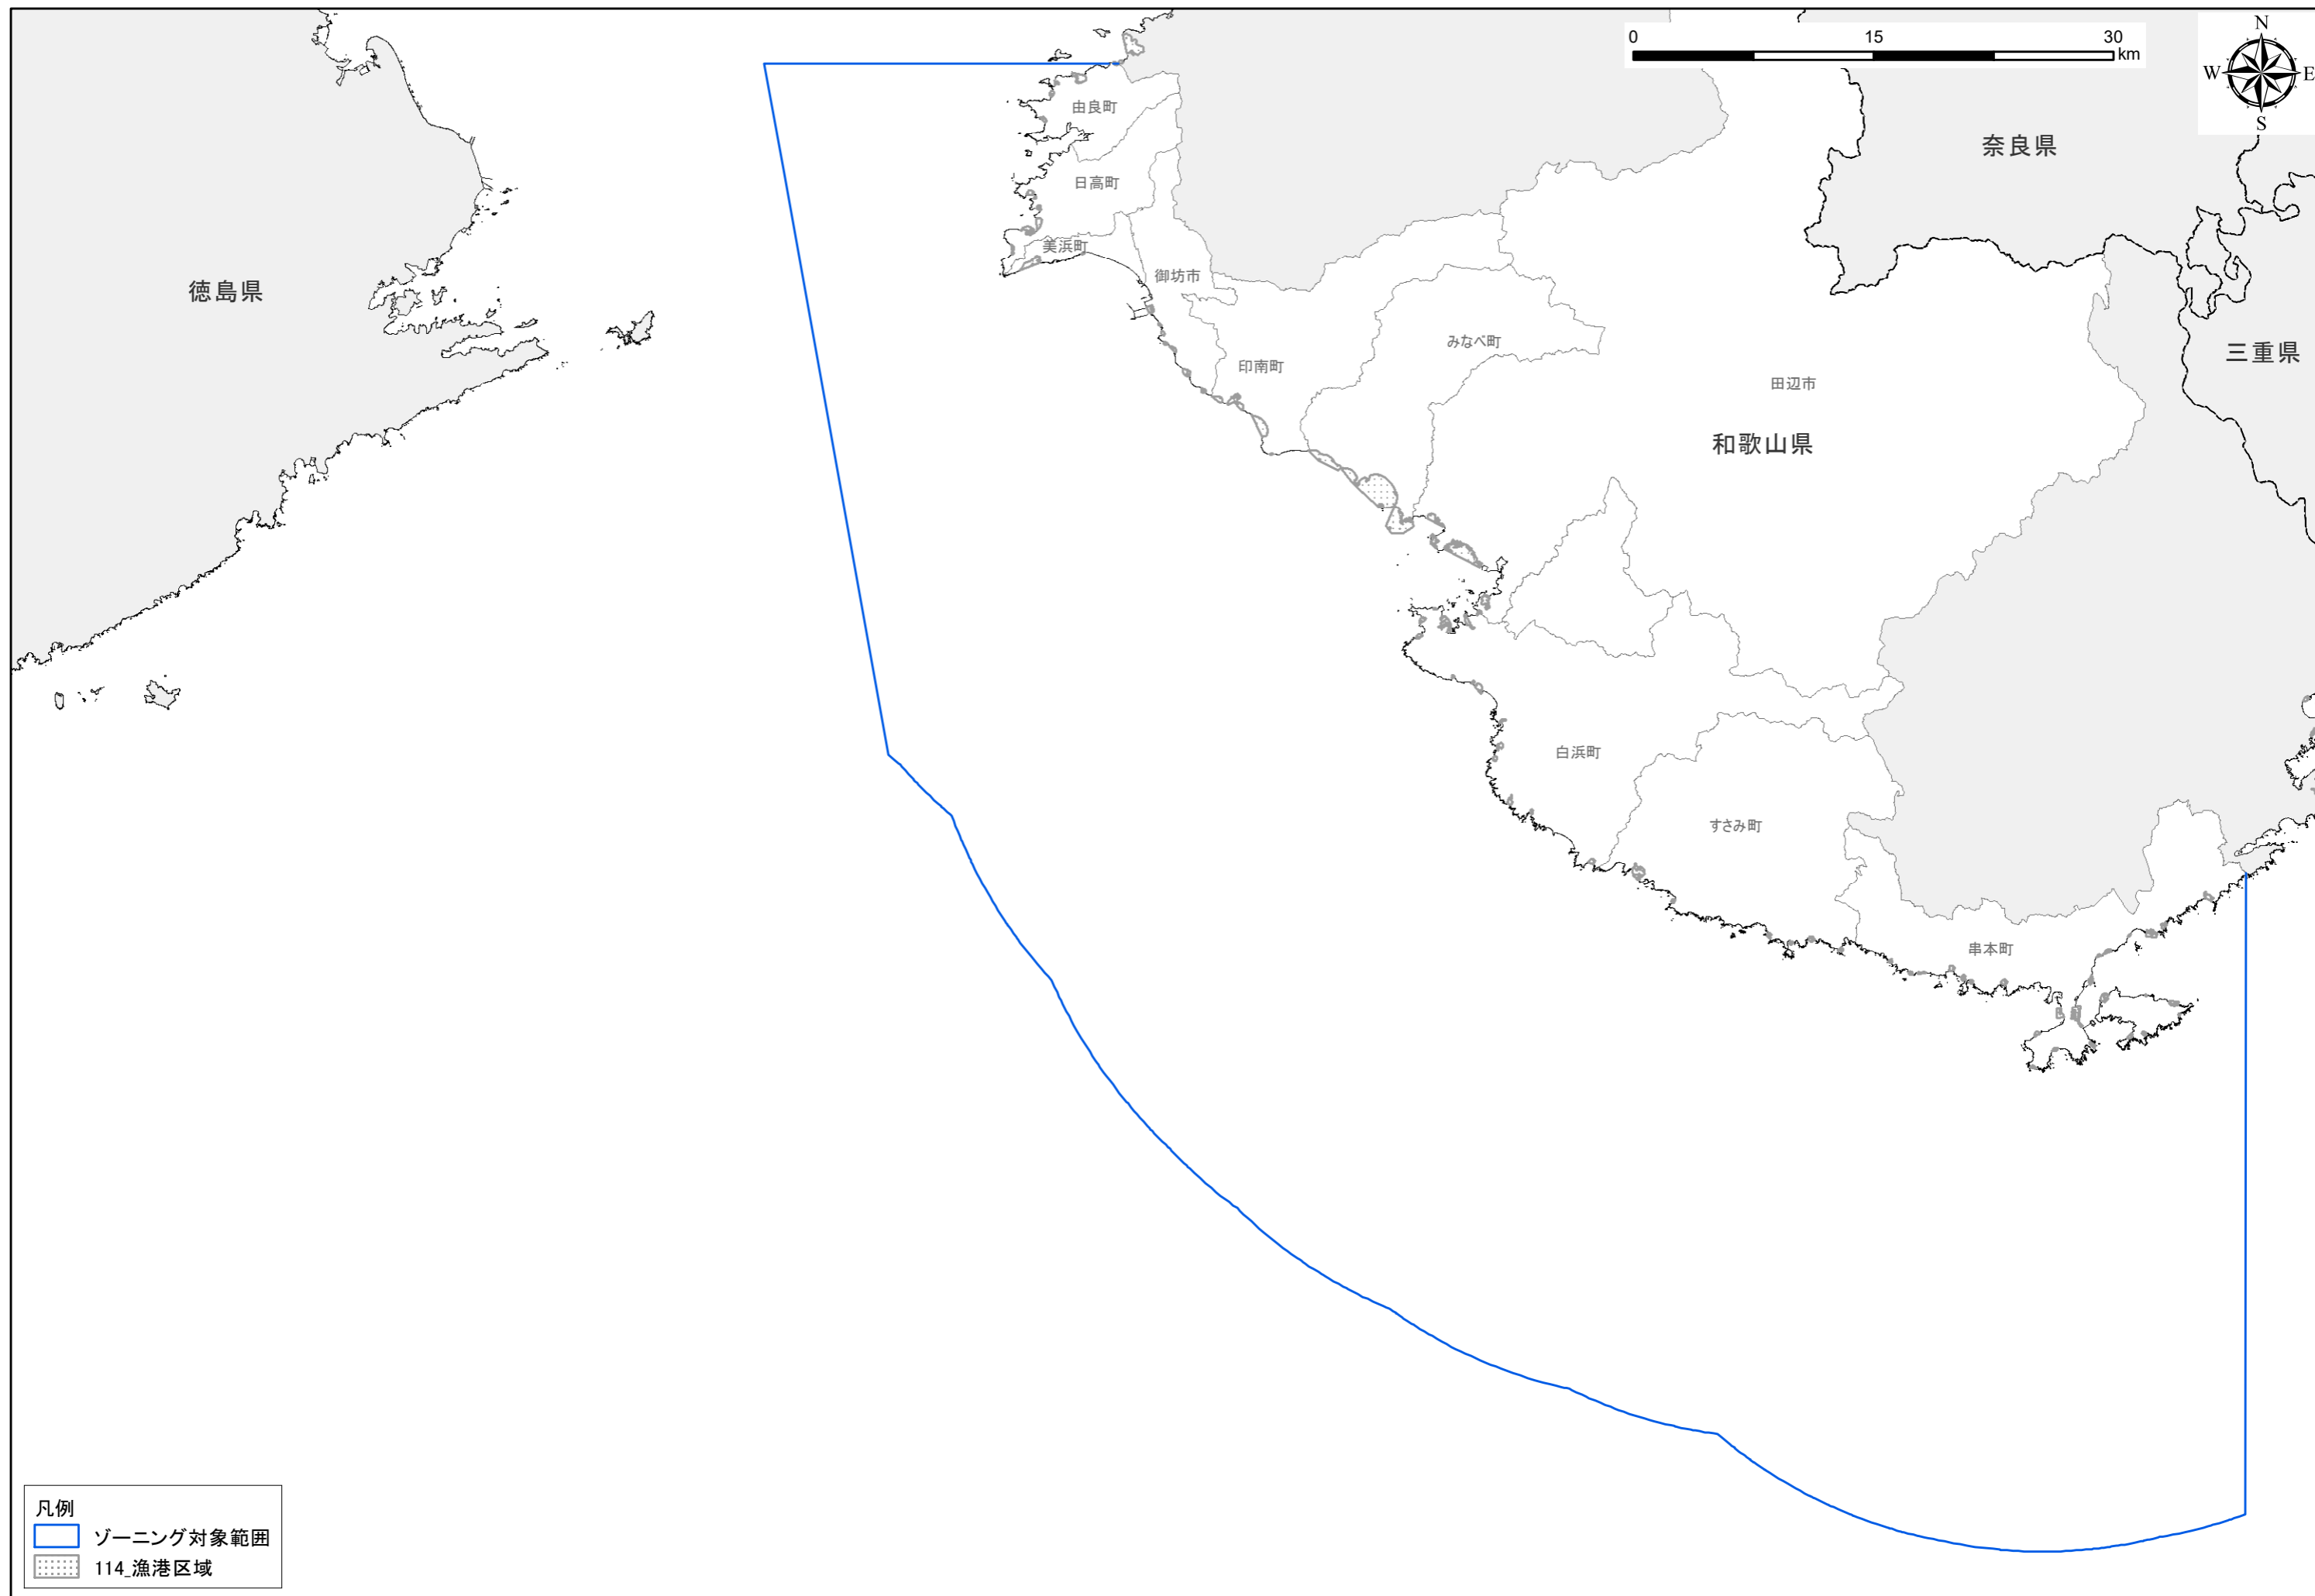 0 15 30
km
N
W E
S
由良町
奈良県
日高町
美浜町
御坊市
徳島県
みなべ町
三重県
印南町
田辺市
和歌山県
白浜町
すさみ町
串本町
凡例
ゾーニング対象範囲
114_漁港区域